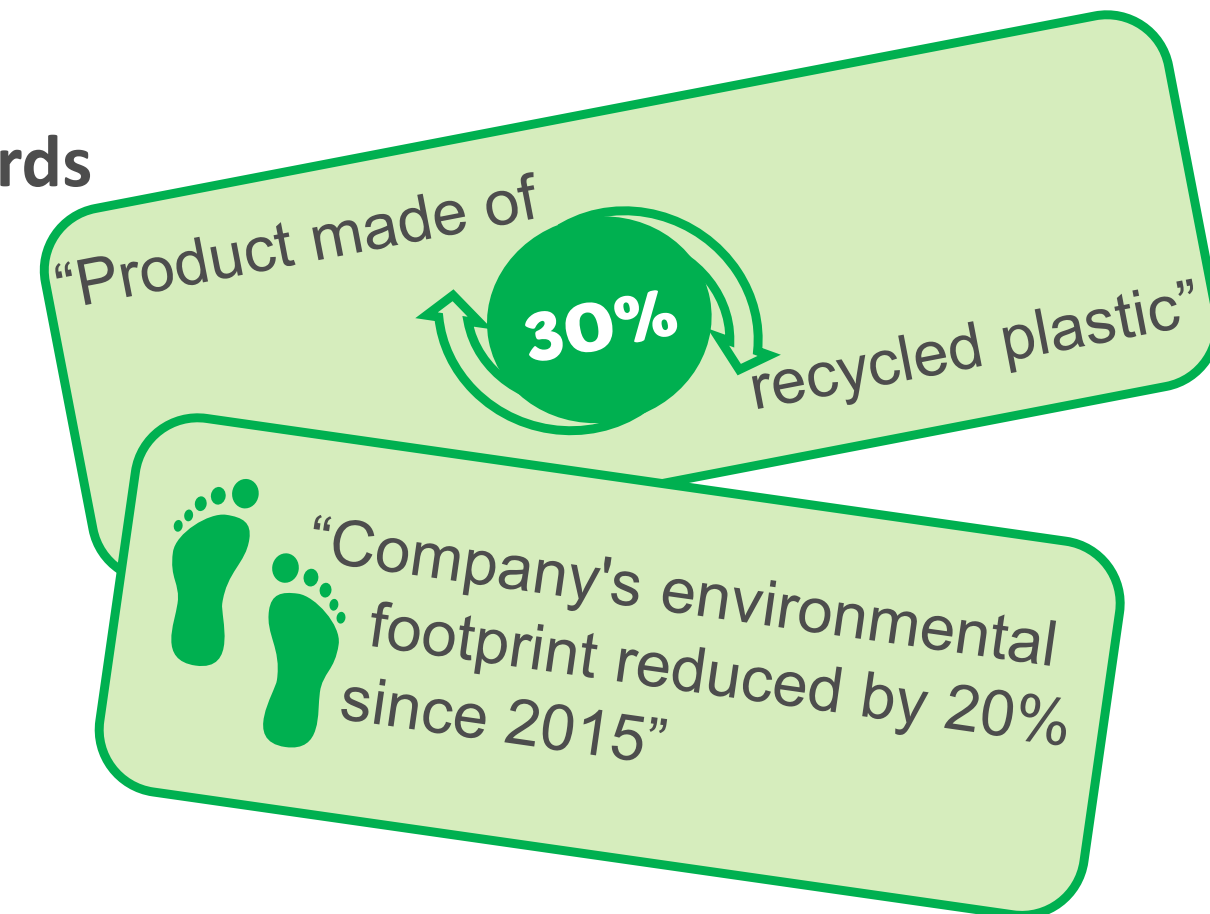 rds
“Product made of
30%
recycled plastic”
“Company's environmental
footprint reduced by 20%
since 2015”